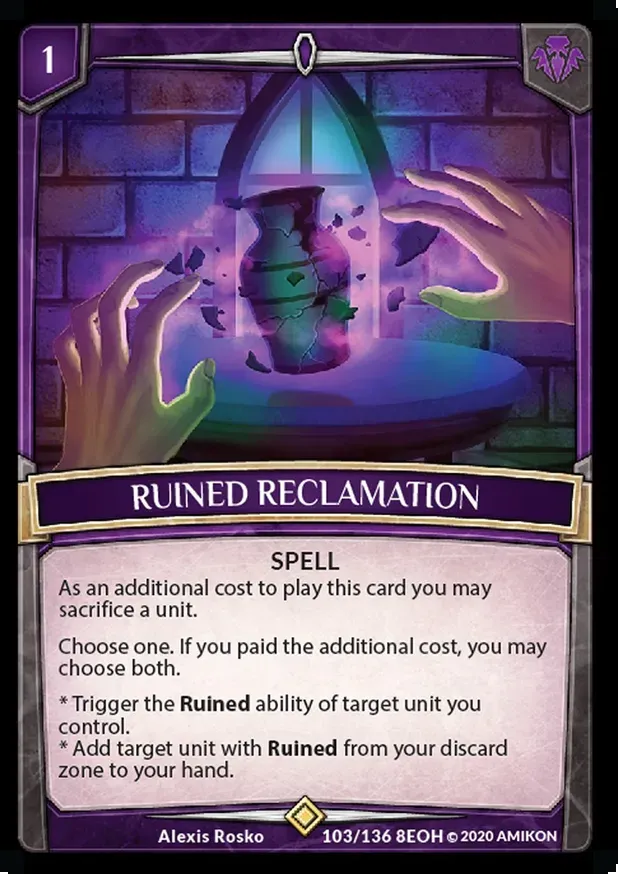 1
RUINED RECLAMATION
SPELL
As an additional cost to play this card you may
sacrifice a unit.
Choose one. If you paid the additional cost, you may
choose both.
* Trigger the Ruined ability of target unit you
control.
* Add target unit with Ruined from your discard
zone to your hand.
Alexis Rosko 103/136 8EOH © 2020 AMIKON